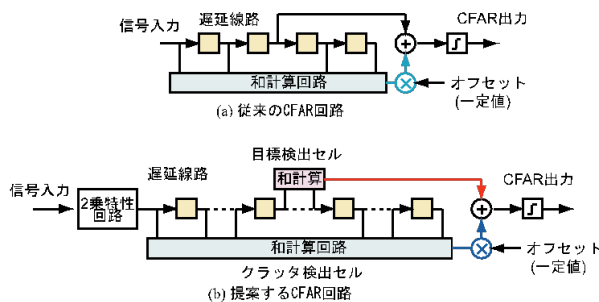 信号入力
遅延線路
CFAR出力
和計算回路
オフセット
(一定値)
(a) 従来のCFAR回路
目標検出セル
遅延線路
和計算
CFAR出力
信号入力
2乗特性
回路
和計算回路
オフセット
(一定値)
クラッタ検出セル
(b) 提案するCFAR回路